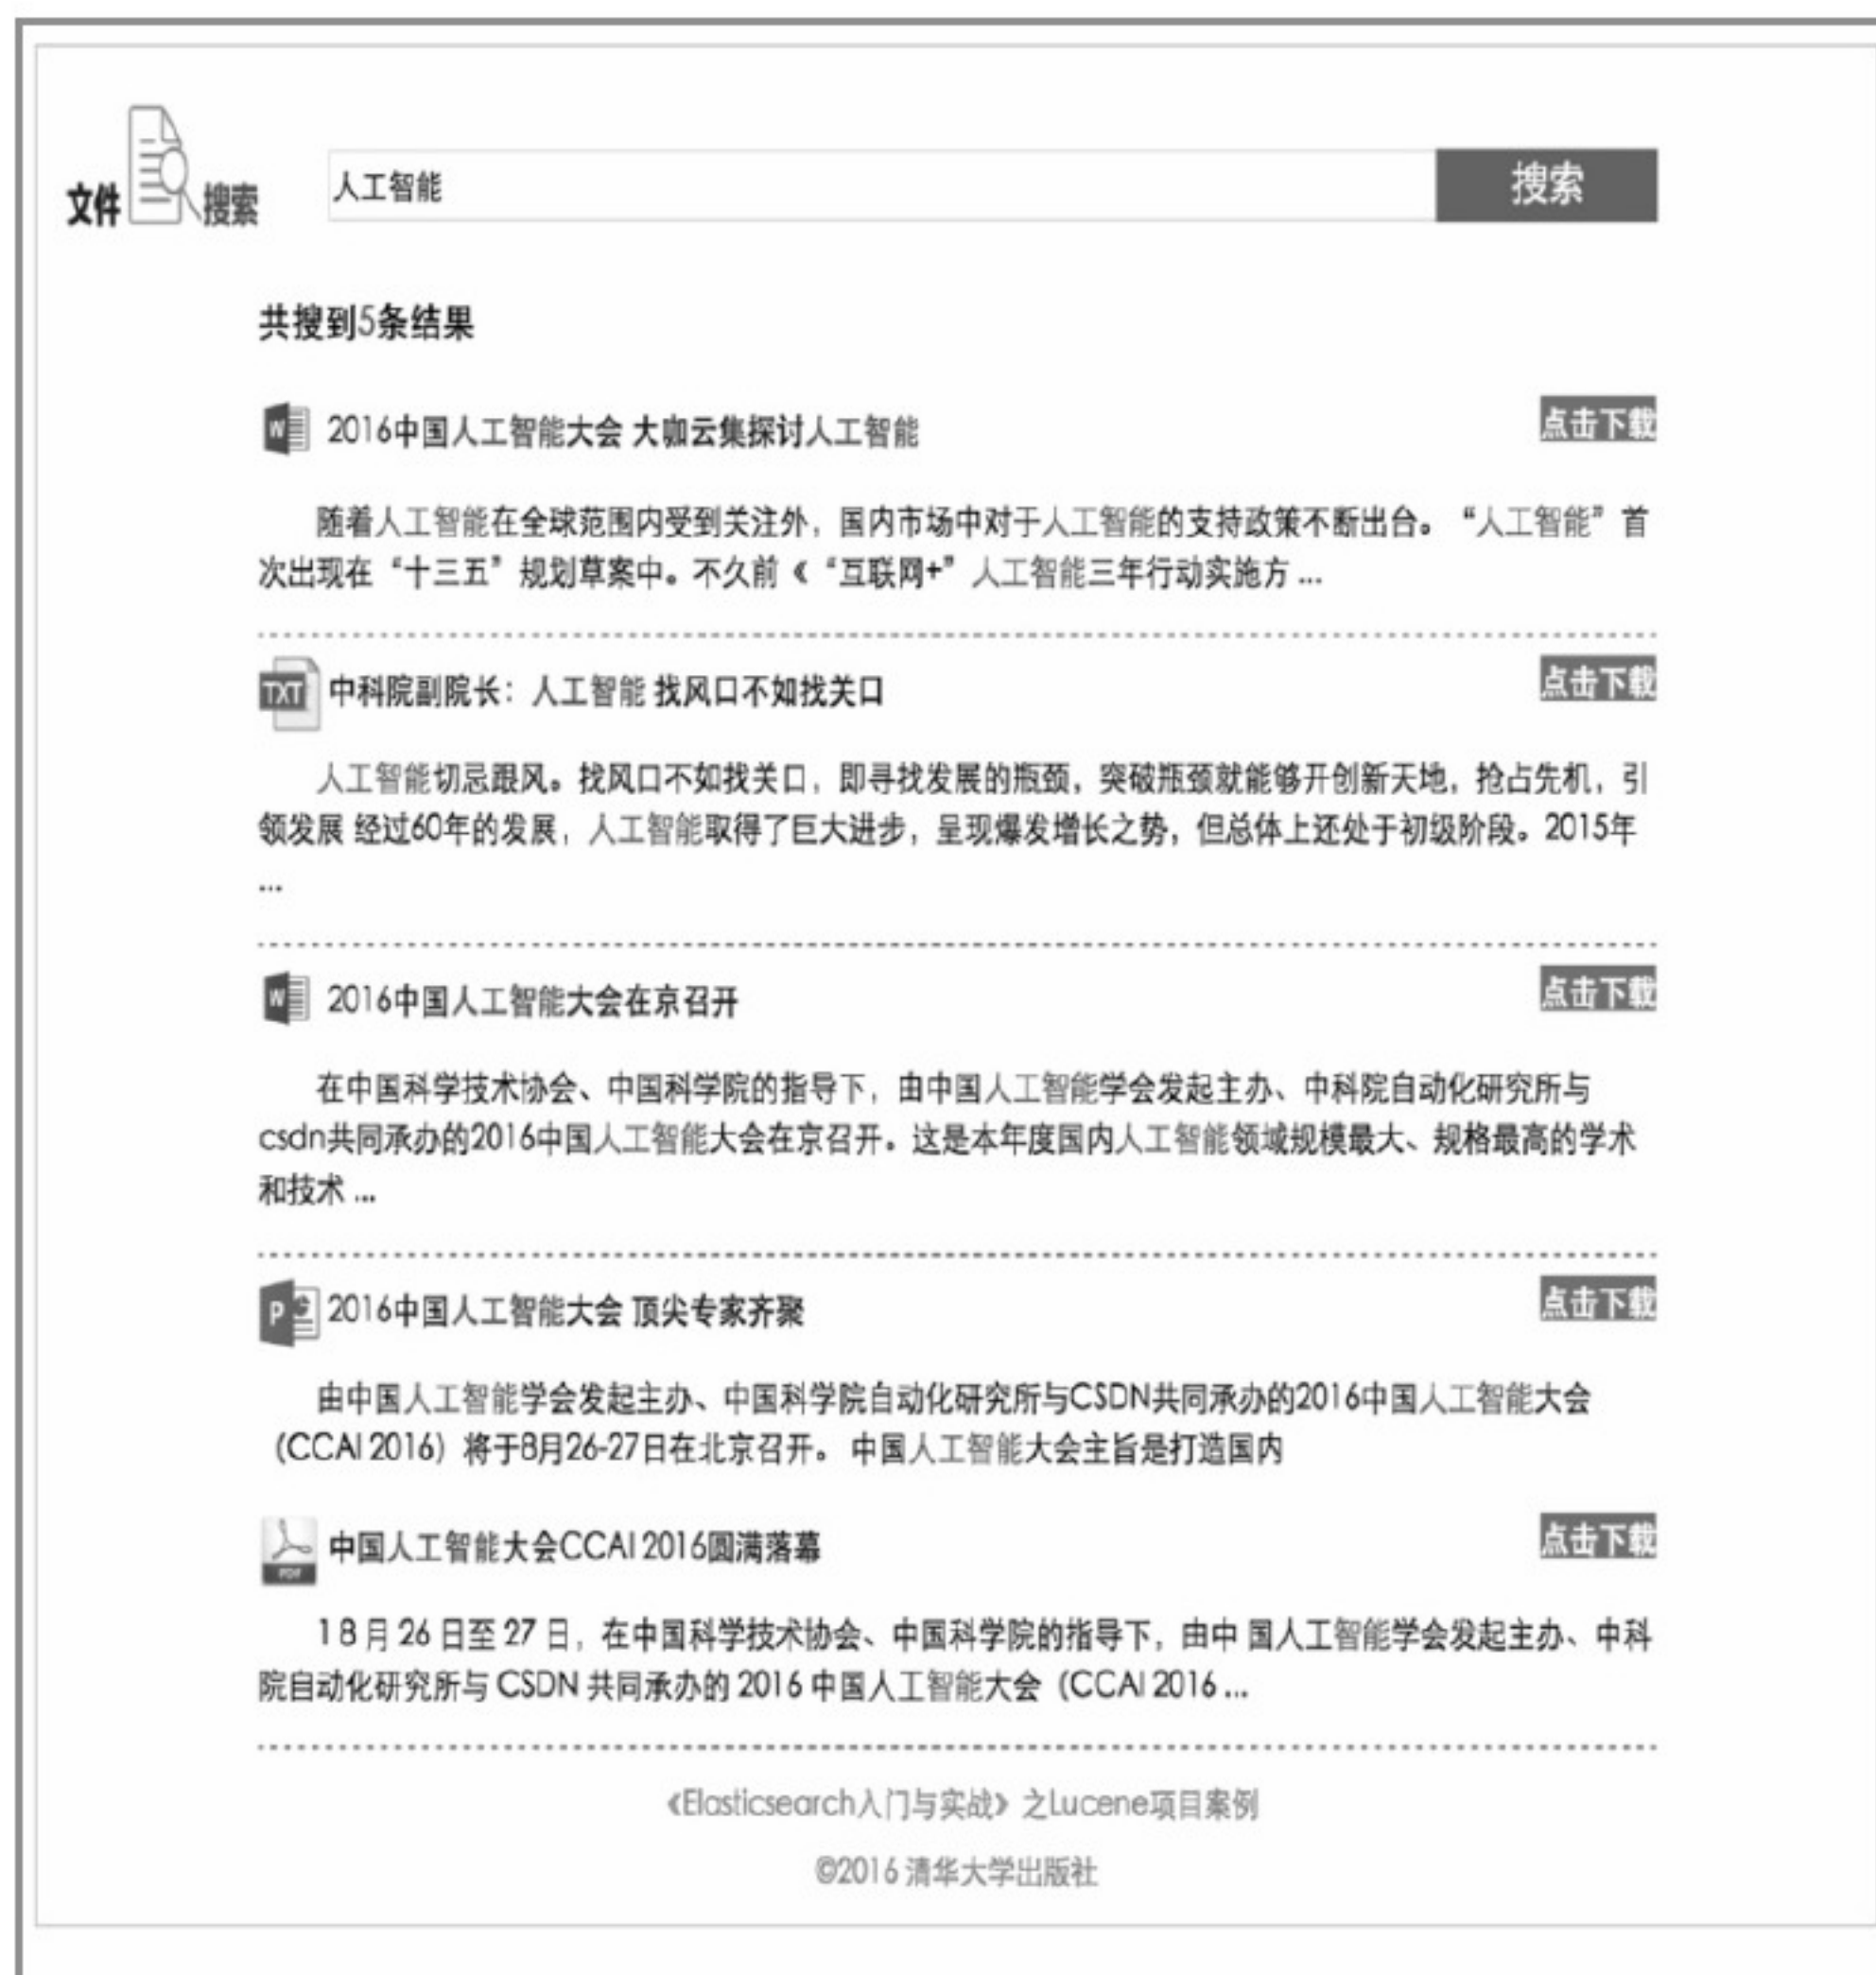 文件 搜索 人工智能 搜索
共搜到5条结果
W 2016中国人工智能大会 大咖云集探讨人工智能 点击下载
随着人工智能在全球范围内受到关注外，国内市场中对于人工智能的支持政策不断出台。“人工智能”首
次出现在“十三五”规划草案中。不久前《“互联网+”人工智能三年行动实施方 ...
TXT 中科院副院长：人工智能 找风口不如找关口 点击下载
人工智能切忌跟风。找风口不如找关口，即寻找发展的瓶颈，突破瓶颈就能够开创新天地，抢占先机，引
领发展 经过60年的发展，人工智能取得了巨大进步，呈现爆发增长之势，但总体上还处于初级阶段。2015年
...
W 2016中国人工智能大会在京召开 点击下载
在中国科学技术协会、中国科学院的指导下，由中国人工智能学会发起主办、中科院自动化研究所与
csdn共同承办的2016中国人工智能大会在京召开。这是本年度国内人工智能领域规模最大、规格最高的学术
和技术 ...
P 2016中国人工智能大会 顶尖专家齐聚 点击下载
由中国人工智能学会发起主办、中国科学院自动化研究所与CSDN共同承办的2016中国人工智能大会
（CCAI 2016）将于8月26-27日在北京召开。 中国人工智能大会主旨是打造国内
PDF 中国人工智能大会CCAI 2016圆满落幕 点击下载
1 8 月 26 日至 27 日，在中国科学技术协会、中国科学院的指导下，由中 国人工智能学会发起主办、中科
院自动化研究所与 CSDN 共同承办的 2016 中国人工智能大会（CCAI 2016 ...
《Elasticsearch入门与实战》之Lucene项目案例
©2016 清华大学出版社